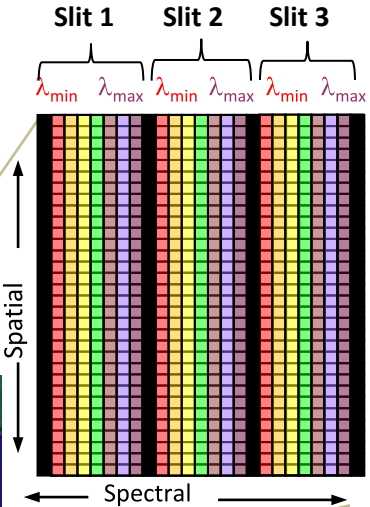 Slit 1 Slit 2 Slit 3
λmin λmax λmin λmax λmin λmax
Spatial
Spectral